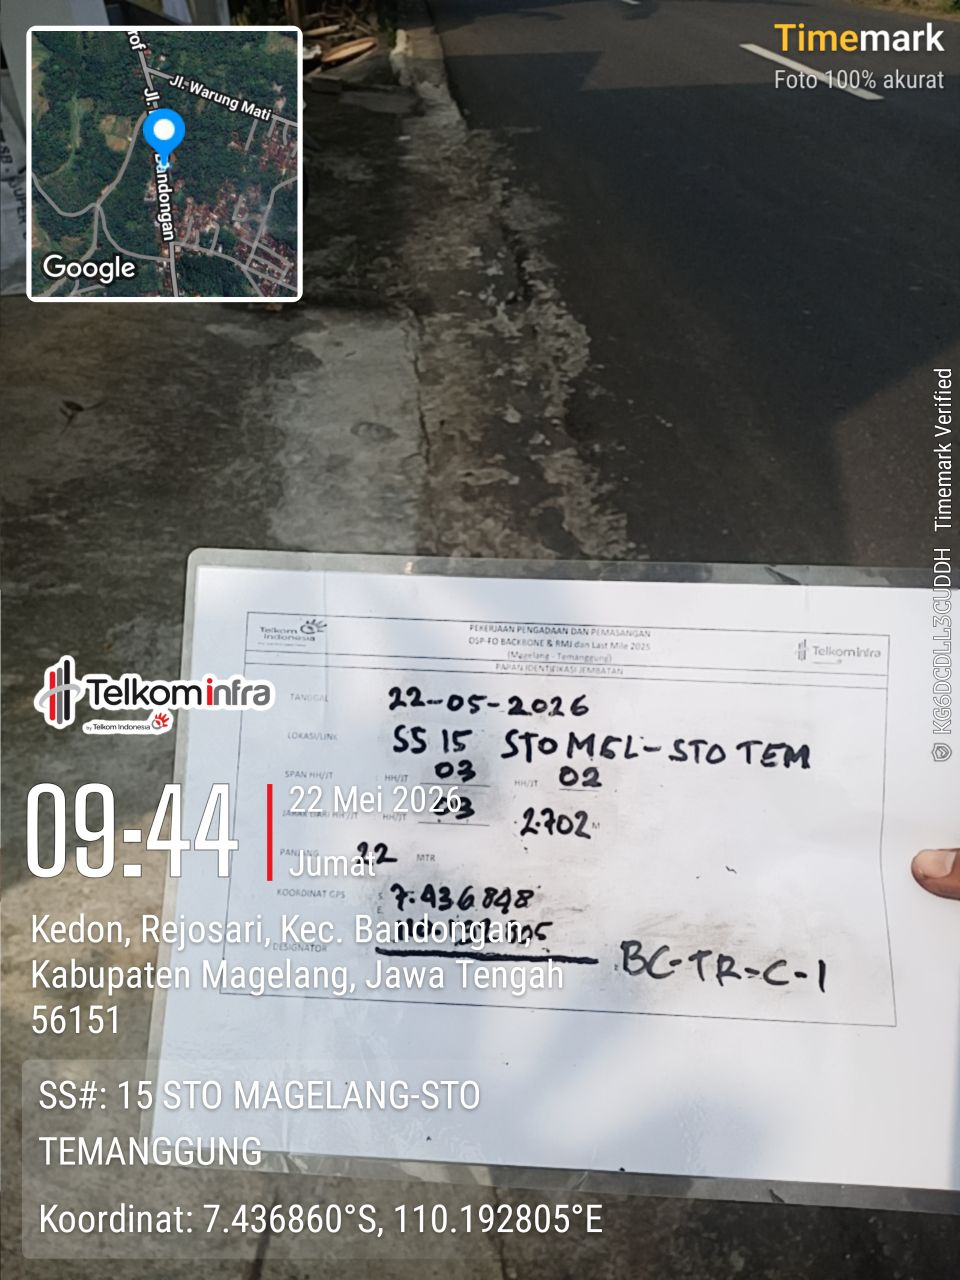 Timemark
Foto 100% akurat
Jl. Warung Mati
Bandongan
Google
KG6DCDLL3CUDDH Timemark Verified
Telkom Indonesia
PEKERJAAN PENGADAAN DAN PEMASANGAN
OSP-FO BACKBONE & RMJ dan Last Mile 2025
(Magelang - Temanggung)
PAPAN IDENTIFIKASI JEMBATAN
TelkomInfra
TANGGAL 22-05-2026
LOKASI/LINK SS 15 STO MGL-STO TEM
SPAN HH/JT HH/JT 03 HH/JT 02
HH/JT 03 2.702 M
PANJANG 22 MTR
KOORDINAT GPS S 7.436848
E
DESIGNATOR BC-TR-C-1
Telkominfra
by Telkom Indonesia
09:44
22 Mei 2026
Jumat
Kedon, Rejosari, Kec. Bandongan,
Kabupaten Magelang, Jawa Tengah
56151
SS#: 15 STO MAGELANG-STO
TEMANGGUNG
Koordinat: 7.436860°S, 110.192805°E